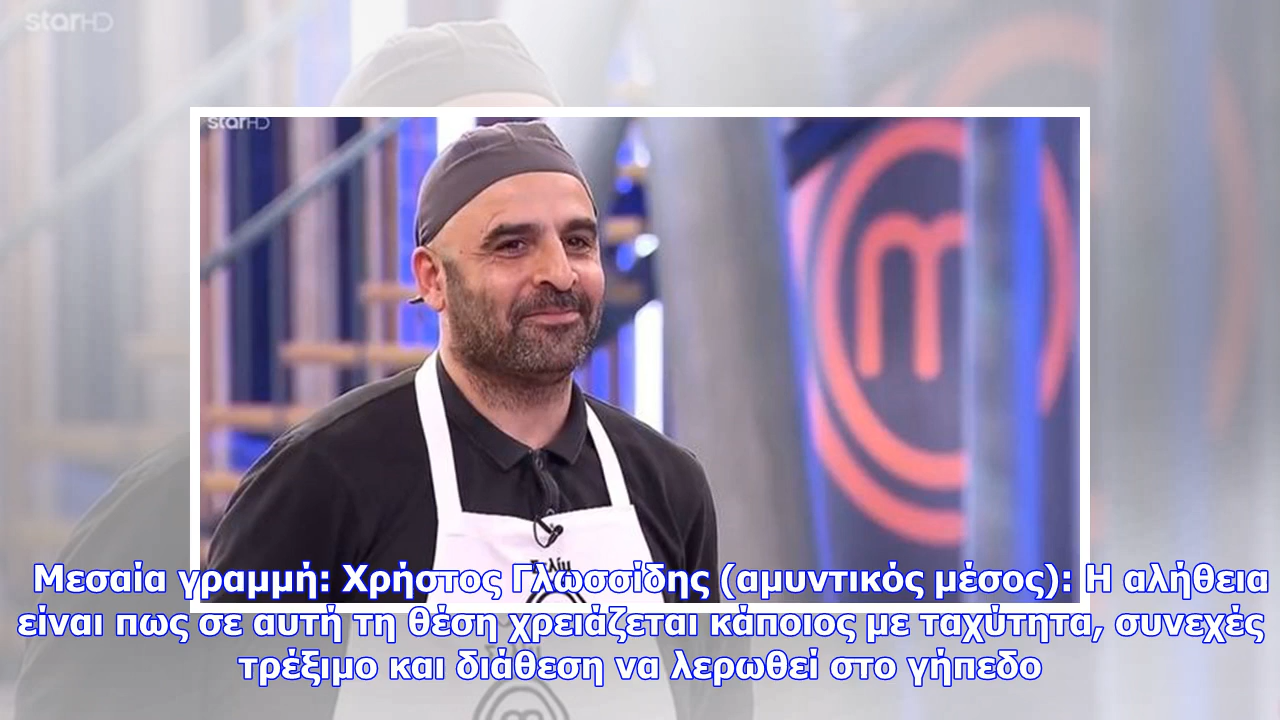 starHD
starHD
Σελίμ
Μεσαία γραμμή: Χρήστος Γλωσσίδης (αμυντικός μέσος): Η αλήθεια
είναι πως σε αυτή τη θέση χρειάζεται κάποιος με ταχύτητα, συνεχές
τρέξιμο και διάθεση να λερωθεί στο γήπεδο